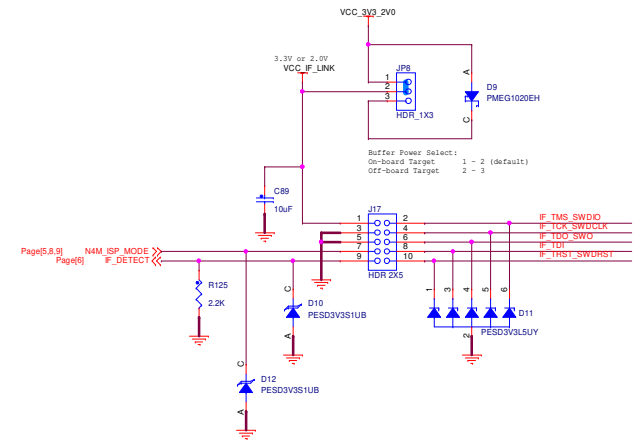 VCC_3V3_2V0
3.3V or 2.0V
VCC_IF_LINK
JP8
1
2
3
HDR_1X3
A
D9
PMEG1020EH
C
Buffer Power Select:
On-board Target 1 - 2 (default)
Off-board Target 2 - 3
C89
10uF
J17
1 2
3 4
5 6
7 8
9 10
HDR 2X5
IF_TMS_SWDIO
IF_TCK_SWDCLK
IF_TDO_SWO
IF_TDI
IF_TRST_SWDRST
Page[5,8,9] N4M_ISP_MODE
Page[6] IF_DETECT
R125
2.2K
C
D10
PESD3V3S1UB
A
1 3 4 5 6
D11
PESD3V3L5UY
2
C
D12
PESD3V3S1UB
A